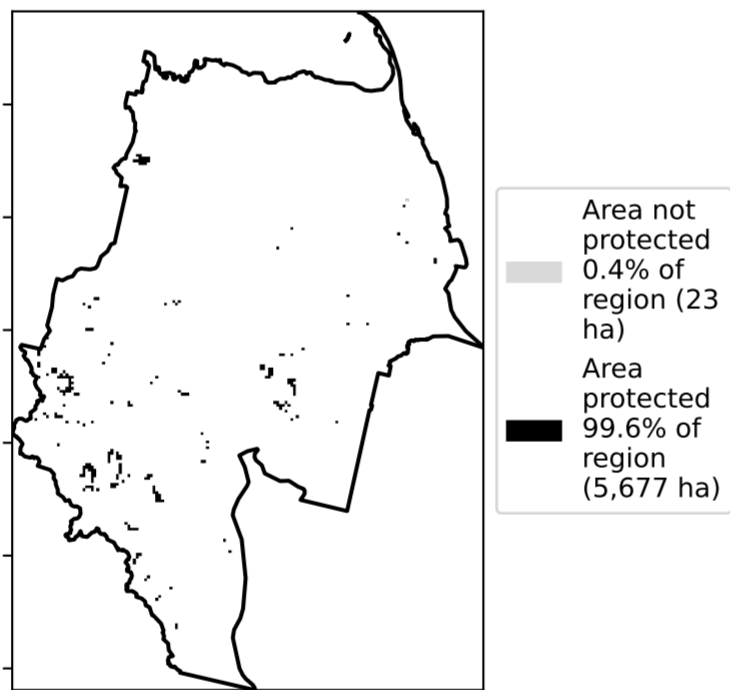 Area not
protected
0.4% of
region (23
ha)
Area
protected
99.6% of
region
(5,677 ha)